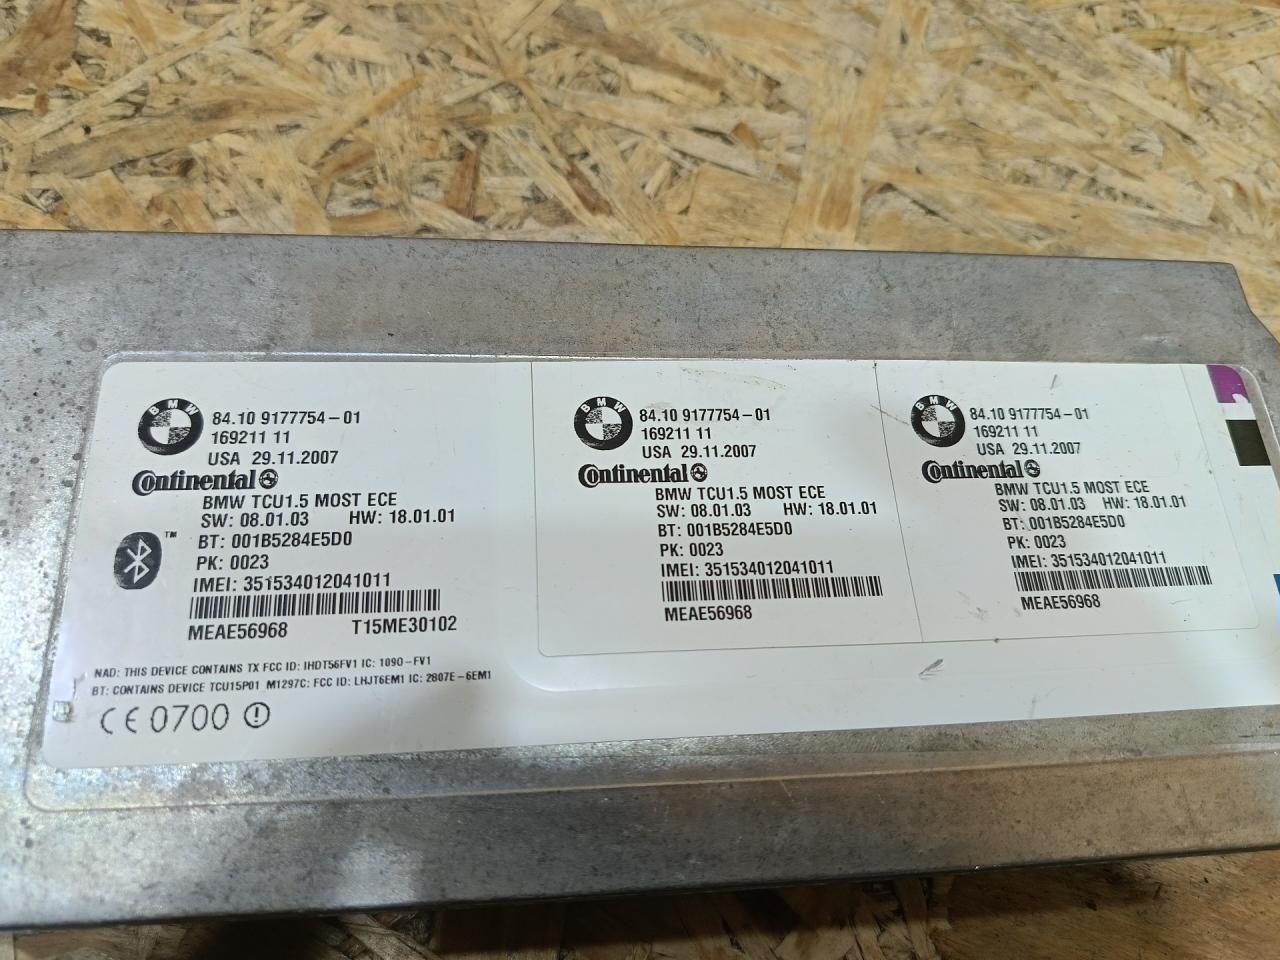 BMW
84.10 9177754-01
169211 11
USA 29.11.2007
Continental
BMW TCU1.5 MOST ECE
SW: 08.01.03 HW: 18.01.01
TM
BT: 001B5284E5D0
PK: 0023
IMEI: 351534012041011
MEAE56968 T15ME30102
NAD: THIS DEVICE CONTAINS TX FCC ID: IHDT56FV1 IC: 1090-FV1
BT: CONTAINS DEVICE TCU15P01 M1297C: FCC ID: LHJT6EM1 IC: 2807E-6EM1
CE 0700
BMW
84.10 9177754-01
169211 11
USA 29.11.2007
Continental
BMW TCU1.5 MOST ECE
SW: 08.01.03 HW: 18.01.01
BT: 001B5284E5D0
PK: 0023
IMEI: 351534012041011
MEAE56968
BMW
84.10 9177754-01
169211 11
USA 29.11.2007
Continental
BMW TCU1.5 MOST ECE
SW: 08.01.03 HW: 18.01.01
BT: 001B5284E5D0
PK: 0023
IMEI: 351534012041011
MEAE56968